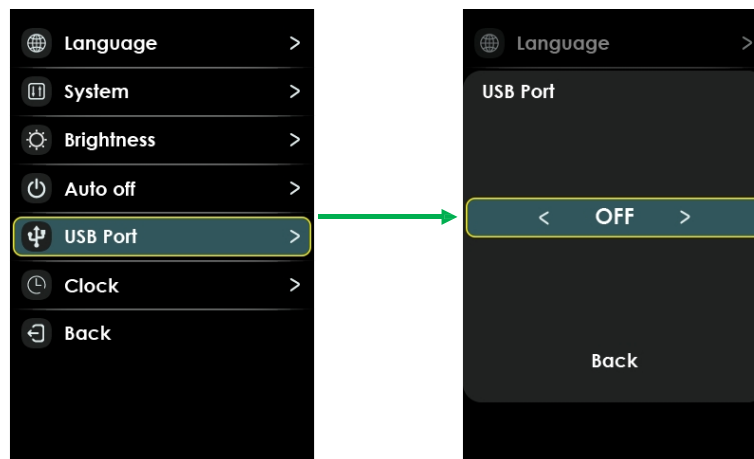 Language >
System >
Brightness >
Auto off >
USB Port >
Clock >
Back
Language >
USB Port
< OFF >
Back